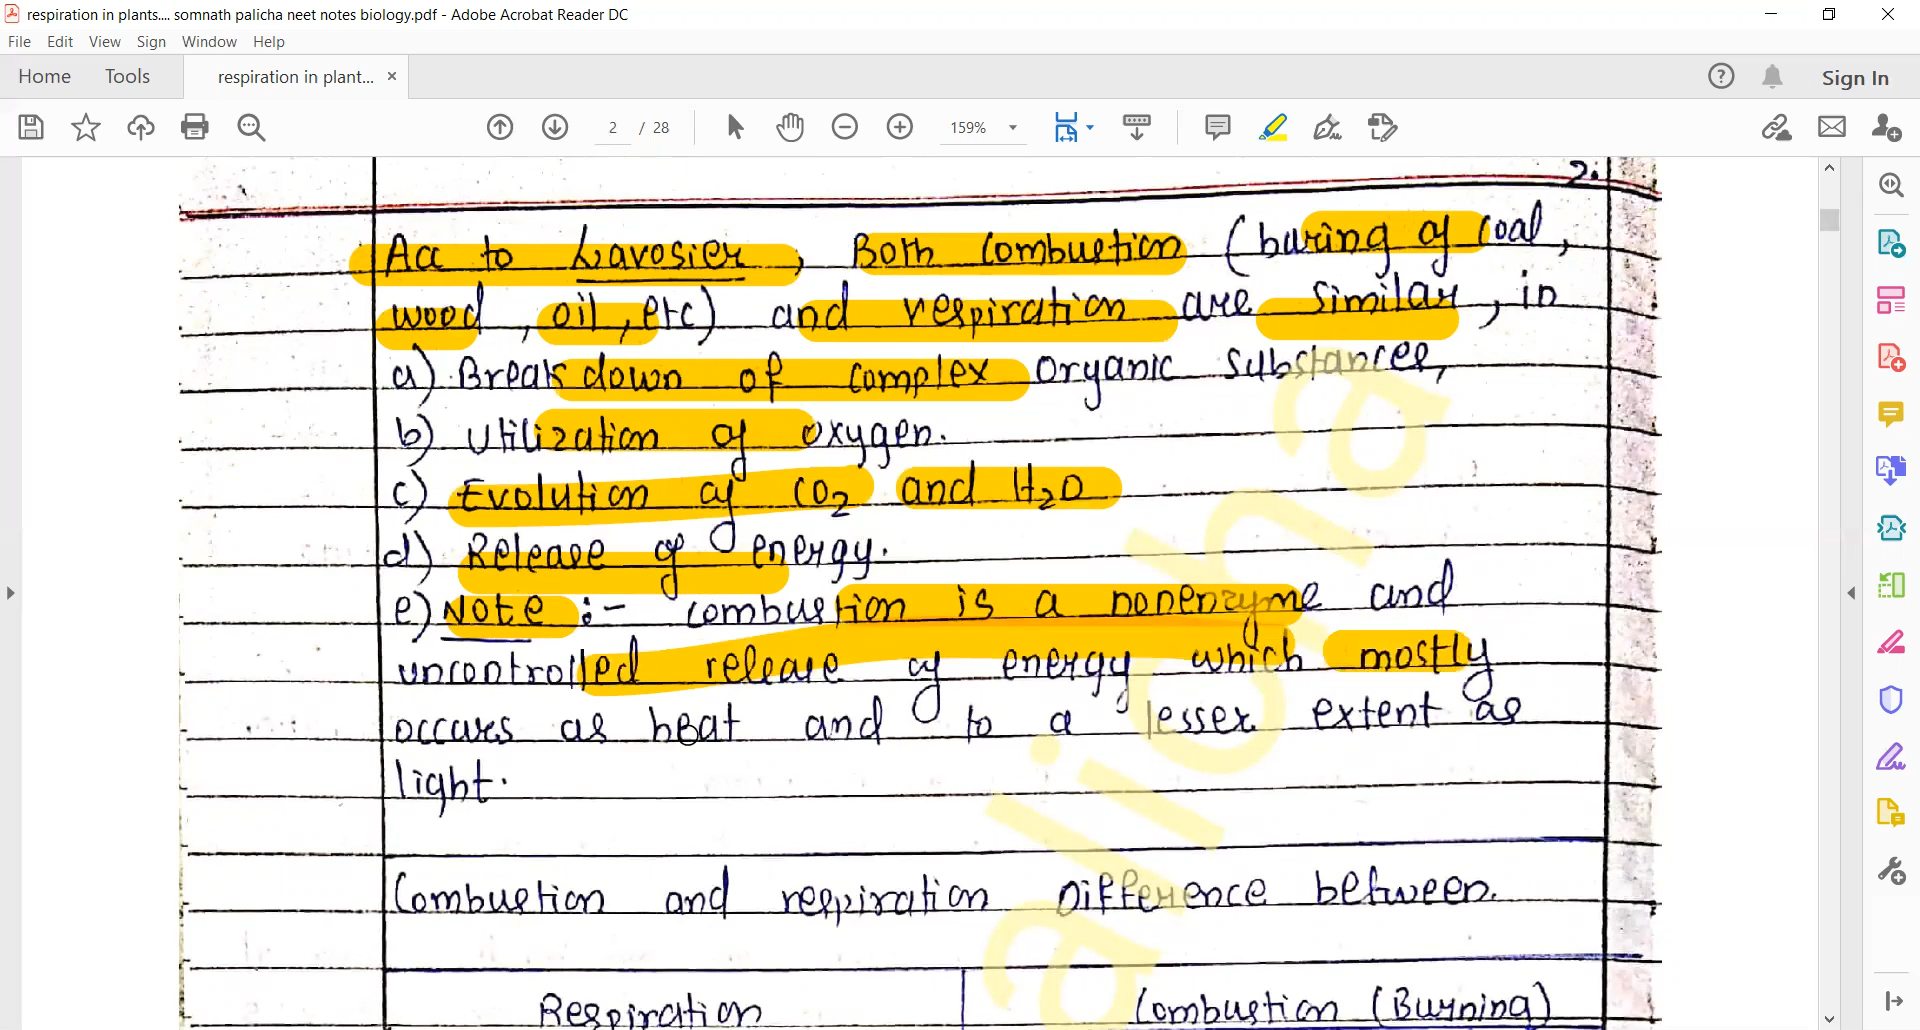 respiration in plants.... somnath palicha neet notes biology.pdf - Adobe Acrobat Reader DC
File Edit View Sign Window Help
Home Tools respiration in plant... × Sign In
2 / 28 159%
2.
Acc to Lavosier, Both Combustion (buring of coal,
wood, oil, etc) and respiration are similar, in
a) Break down of complex organic substances,
b) Utilization of oxygen.
c) Evolution of CO2 and H2O
d) Release of energy.
e) Note :- combustion is a nonenzyme and
uncontrolled release of energy which mostly
occurs as heat and to a lesser extent as
light.
Combustion and respiration Difference between.
Respiration Combustion (Burning)
alicha